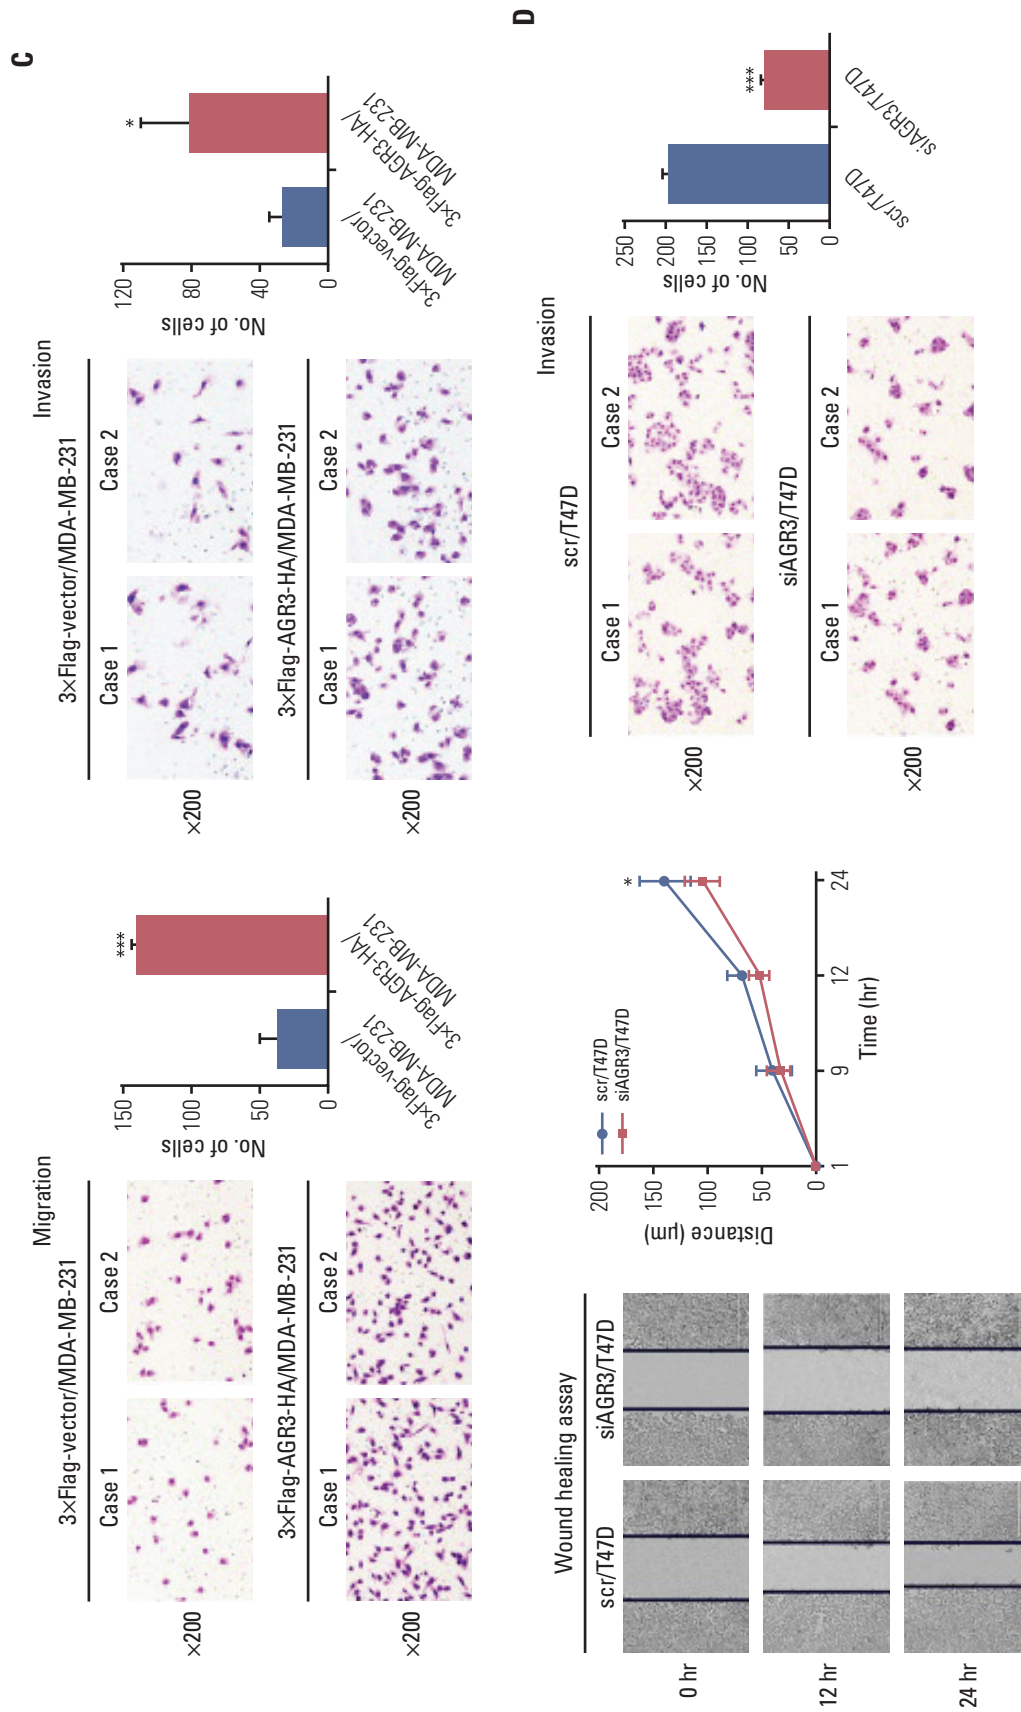 C
Migration
3×Flag-vector/MDA-MB-231
Case 1
Case 2
×200
3×Flag-AGR3-HA/MDA-MB-231
Case 1
Case 2
×200
No. of cells
150
100
50
0
***
3×Flag-vector/
MDA-MB-231
3×Flag-AGR3-HA/
MDA-MB-231
Invasion
3×Flag-vector/MDA-MB-231
Case 1
Case 2
×200
3×Flag-AGR3-HA/MDA-MB-231
Case 1
Case 2
×200
No. of cells
120
80
40
0
*
3×Flag-vector/
MDA-MB-231
3×Flag-AGR3-HA/
MDA-MB-231
D
Wound healing assay
scr/T47D
siAGR3/T47D
0 hr
12 hr
24 hr
Distance (μm)
200
150
100
50
0
scr/T47D
siAGR3/T47D
*
1
9
12
24
Time (hr)
Invasion
scr/T47D
Case 1
Case 2
×200
siAGR3/T47D
Case 1
Case 2
×200
No. of cells
250
200
150
100
50
0
***
scr/T47D
siAGR3/T47D